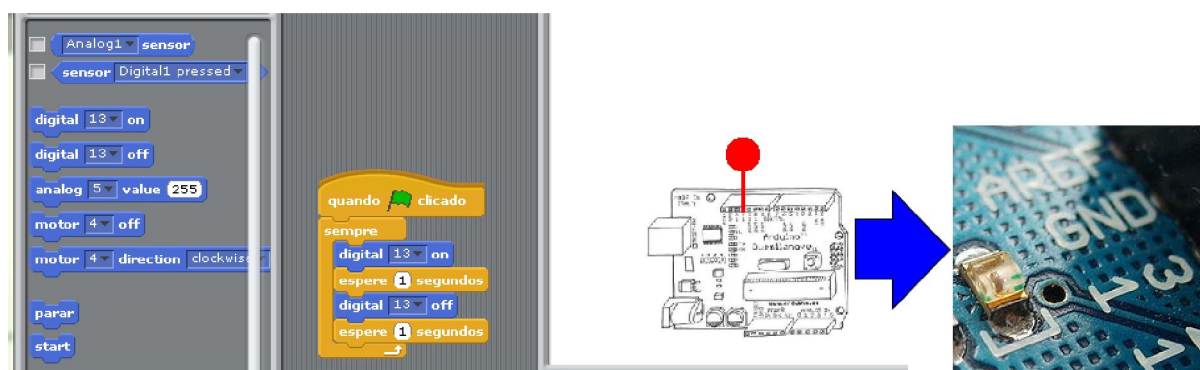 Analog1 sensor
sensor Digital1 pressed
digital 13 on
digital 13 off
analog 5 value 255
motor 4 off
motor 4 direction clockwise
parar
start
quando clicado
sempre
digital 13 on
espere 1 segundos
digital 13 off
espere 1 segundos
Arduino
Duemilanove
AREF
GND
13
1
L